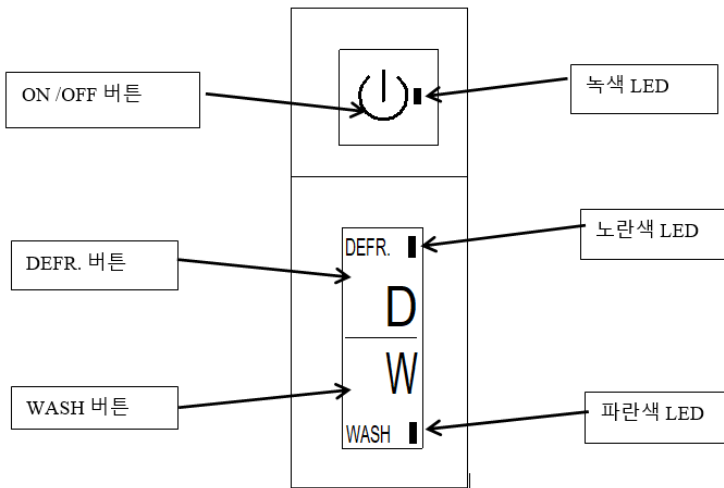 ON /OFF 버튼
녹색 LED
DEFR. 버튼
DEFR.
노란색 LED
D
W
WASH 버튼
WASH
파란색 LED